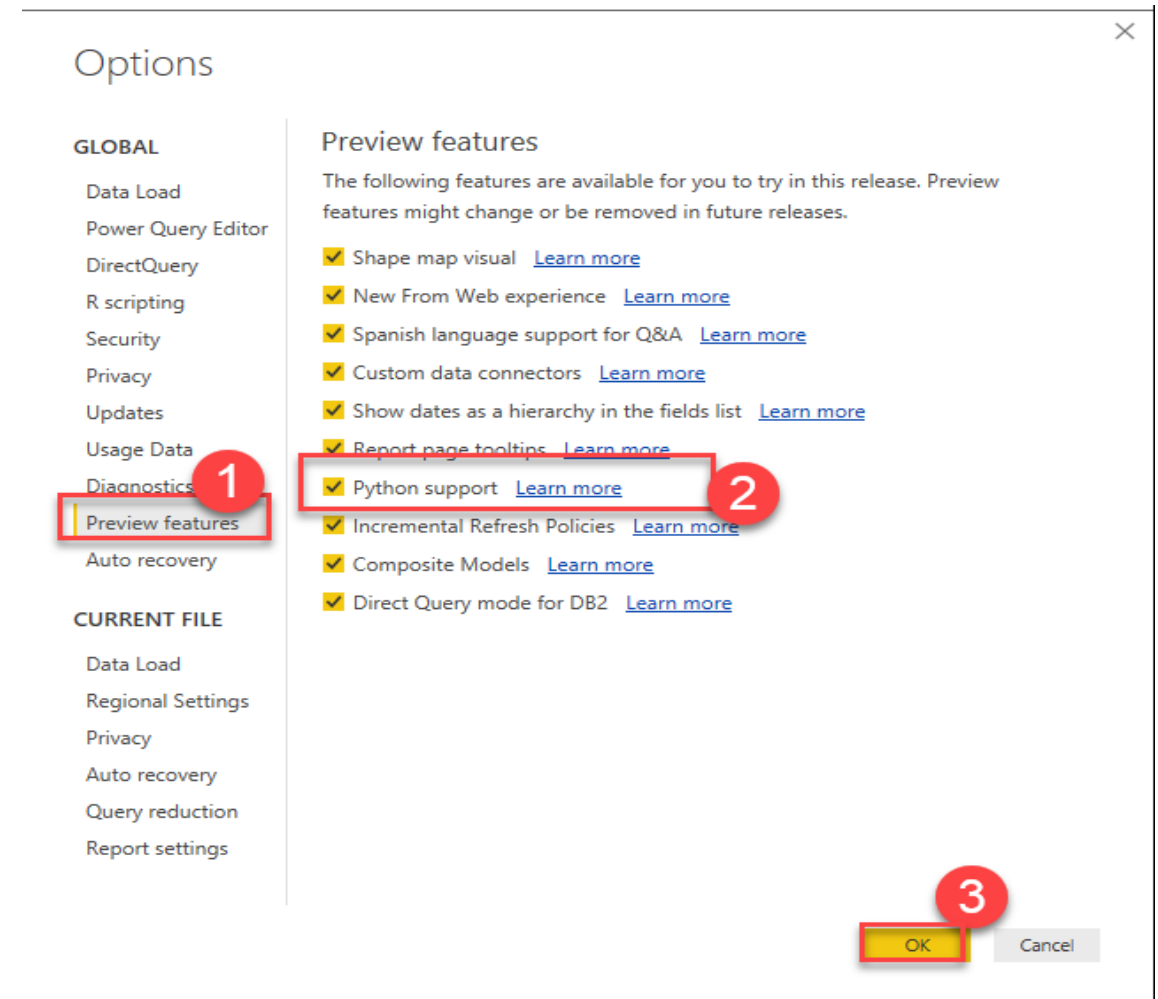 Options
GLOBAL
Data Load
Power Query Editor
DirectQuery
R scripting
Security
Privacy
Updates
Usage Data
Diagnostics
1
Preview features
Auto recovery
CURRENT FILE
Data Load
Regional Settings
Privacy
Auto recovery
Query reduction
Report settings
Preview features
The following features are available for you to try in this release. Preview
features might change or be removed in future releases.
Shape map visual Learn more
New From Web experience Learn more
Spanish language support for Q&A Learn more
Custom data connectors Learn more
Show dates as a hierarchy in the fields list Learn more
Report page tooltips Learn more
Python support Learn more
2
Incremental Refresh Policies Learn more
Composite Models Learn more
Direct Query mode for DB2 Learn more
3
OK Cancel